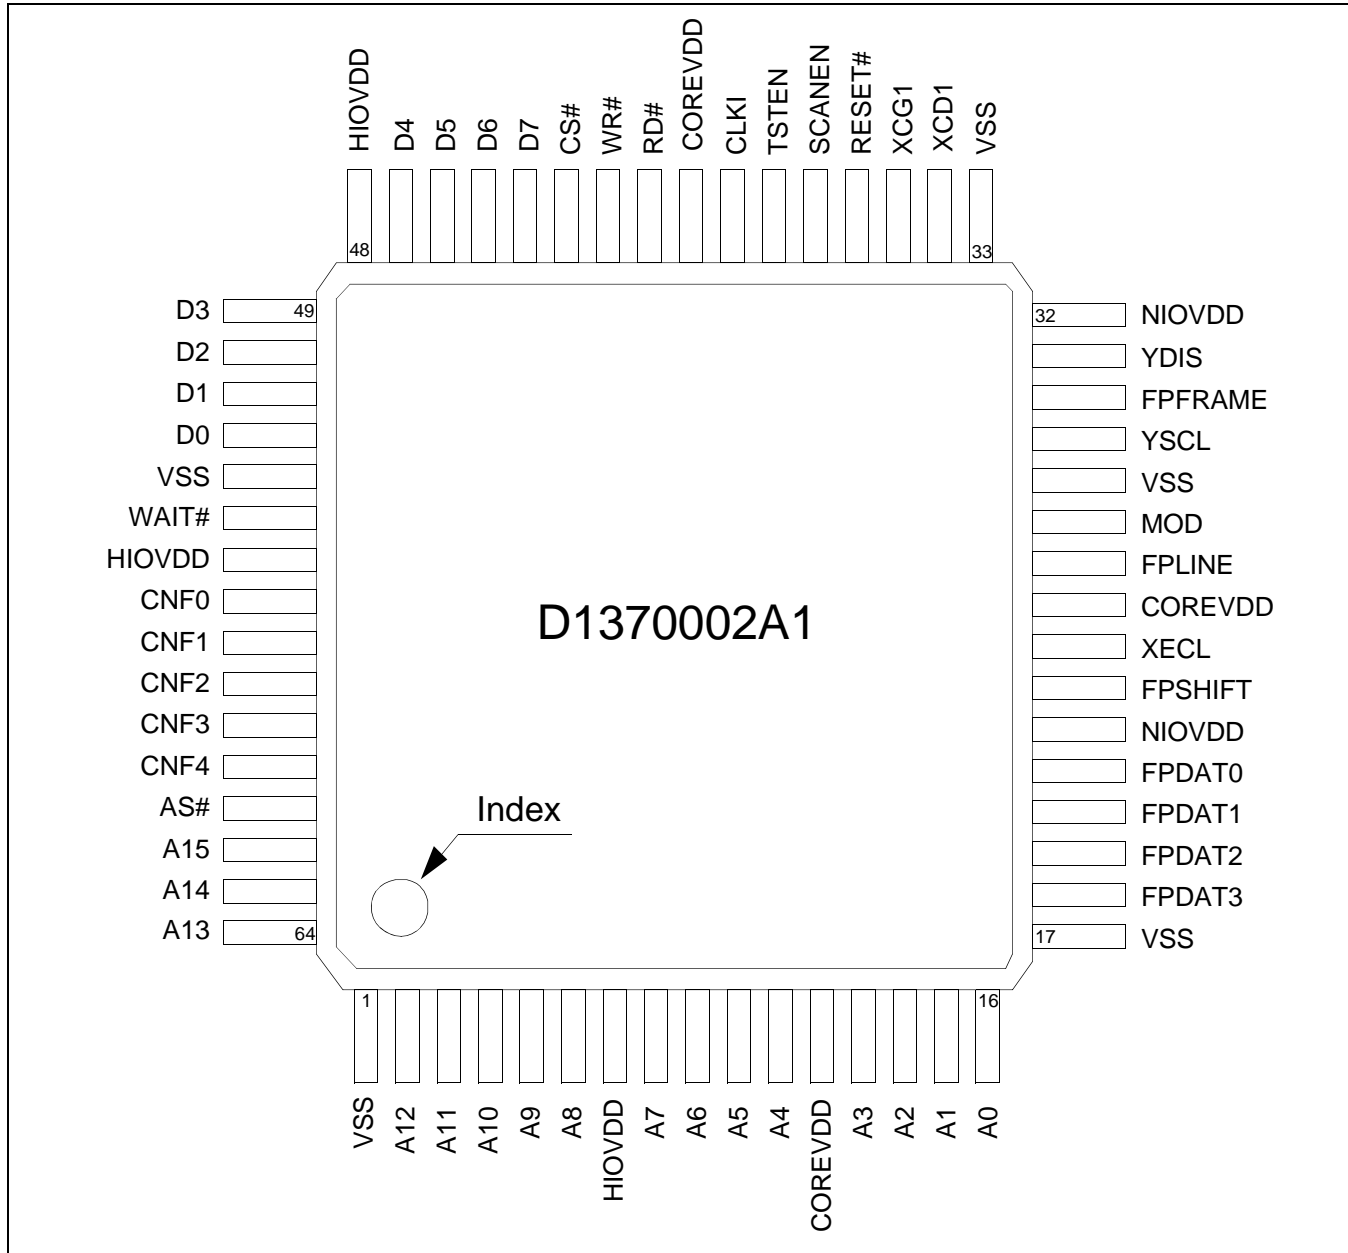 HIOVDD
D4
D5
D6
D7
CS#
WR#
RD#
COREVDD
CLKI
TSTEN
SCANEN
RESET#
XCG1
XCD1
VSS
48
33
D3
49
D2
D1
D0
VSS
WAIT#
HIOVDD
CNF0
CNF1
CNF2
CNF3
CNF4
AS#
A15
A14
A13
64
D1370002A1
Index
32
NIOVDD
YDIS
FPFRAME
YSCL
VSS
MOD
FPLINE
COREVDD
XECL
FPSHIFT
NIOVDD
FPDAT0
FPDAT1
FPDAT2
FPDAT3
17
VSS
1
16
VSS
A12
A11
A10
A9
A8
HIOVDD
A7
A6
A5
A4
COREVDD
A3
A2
A1
A0